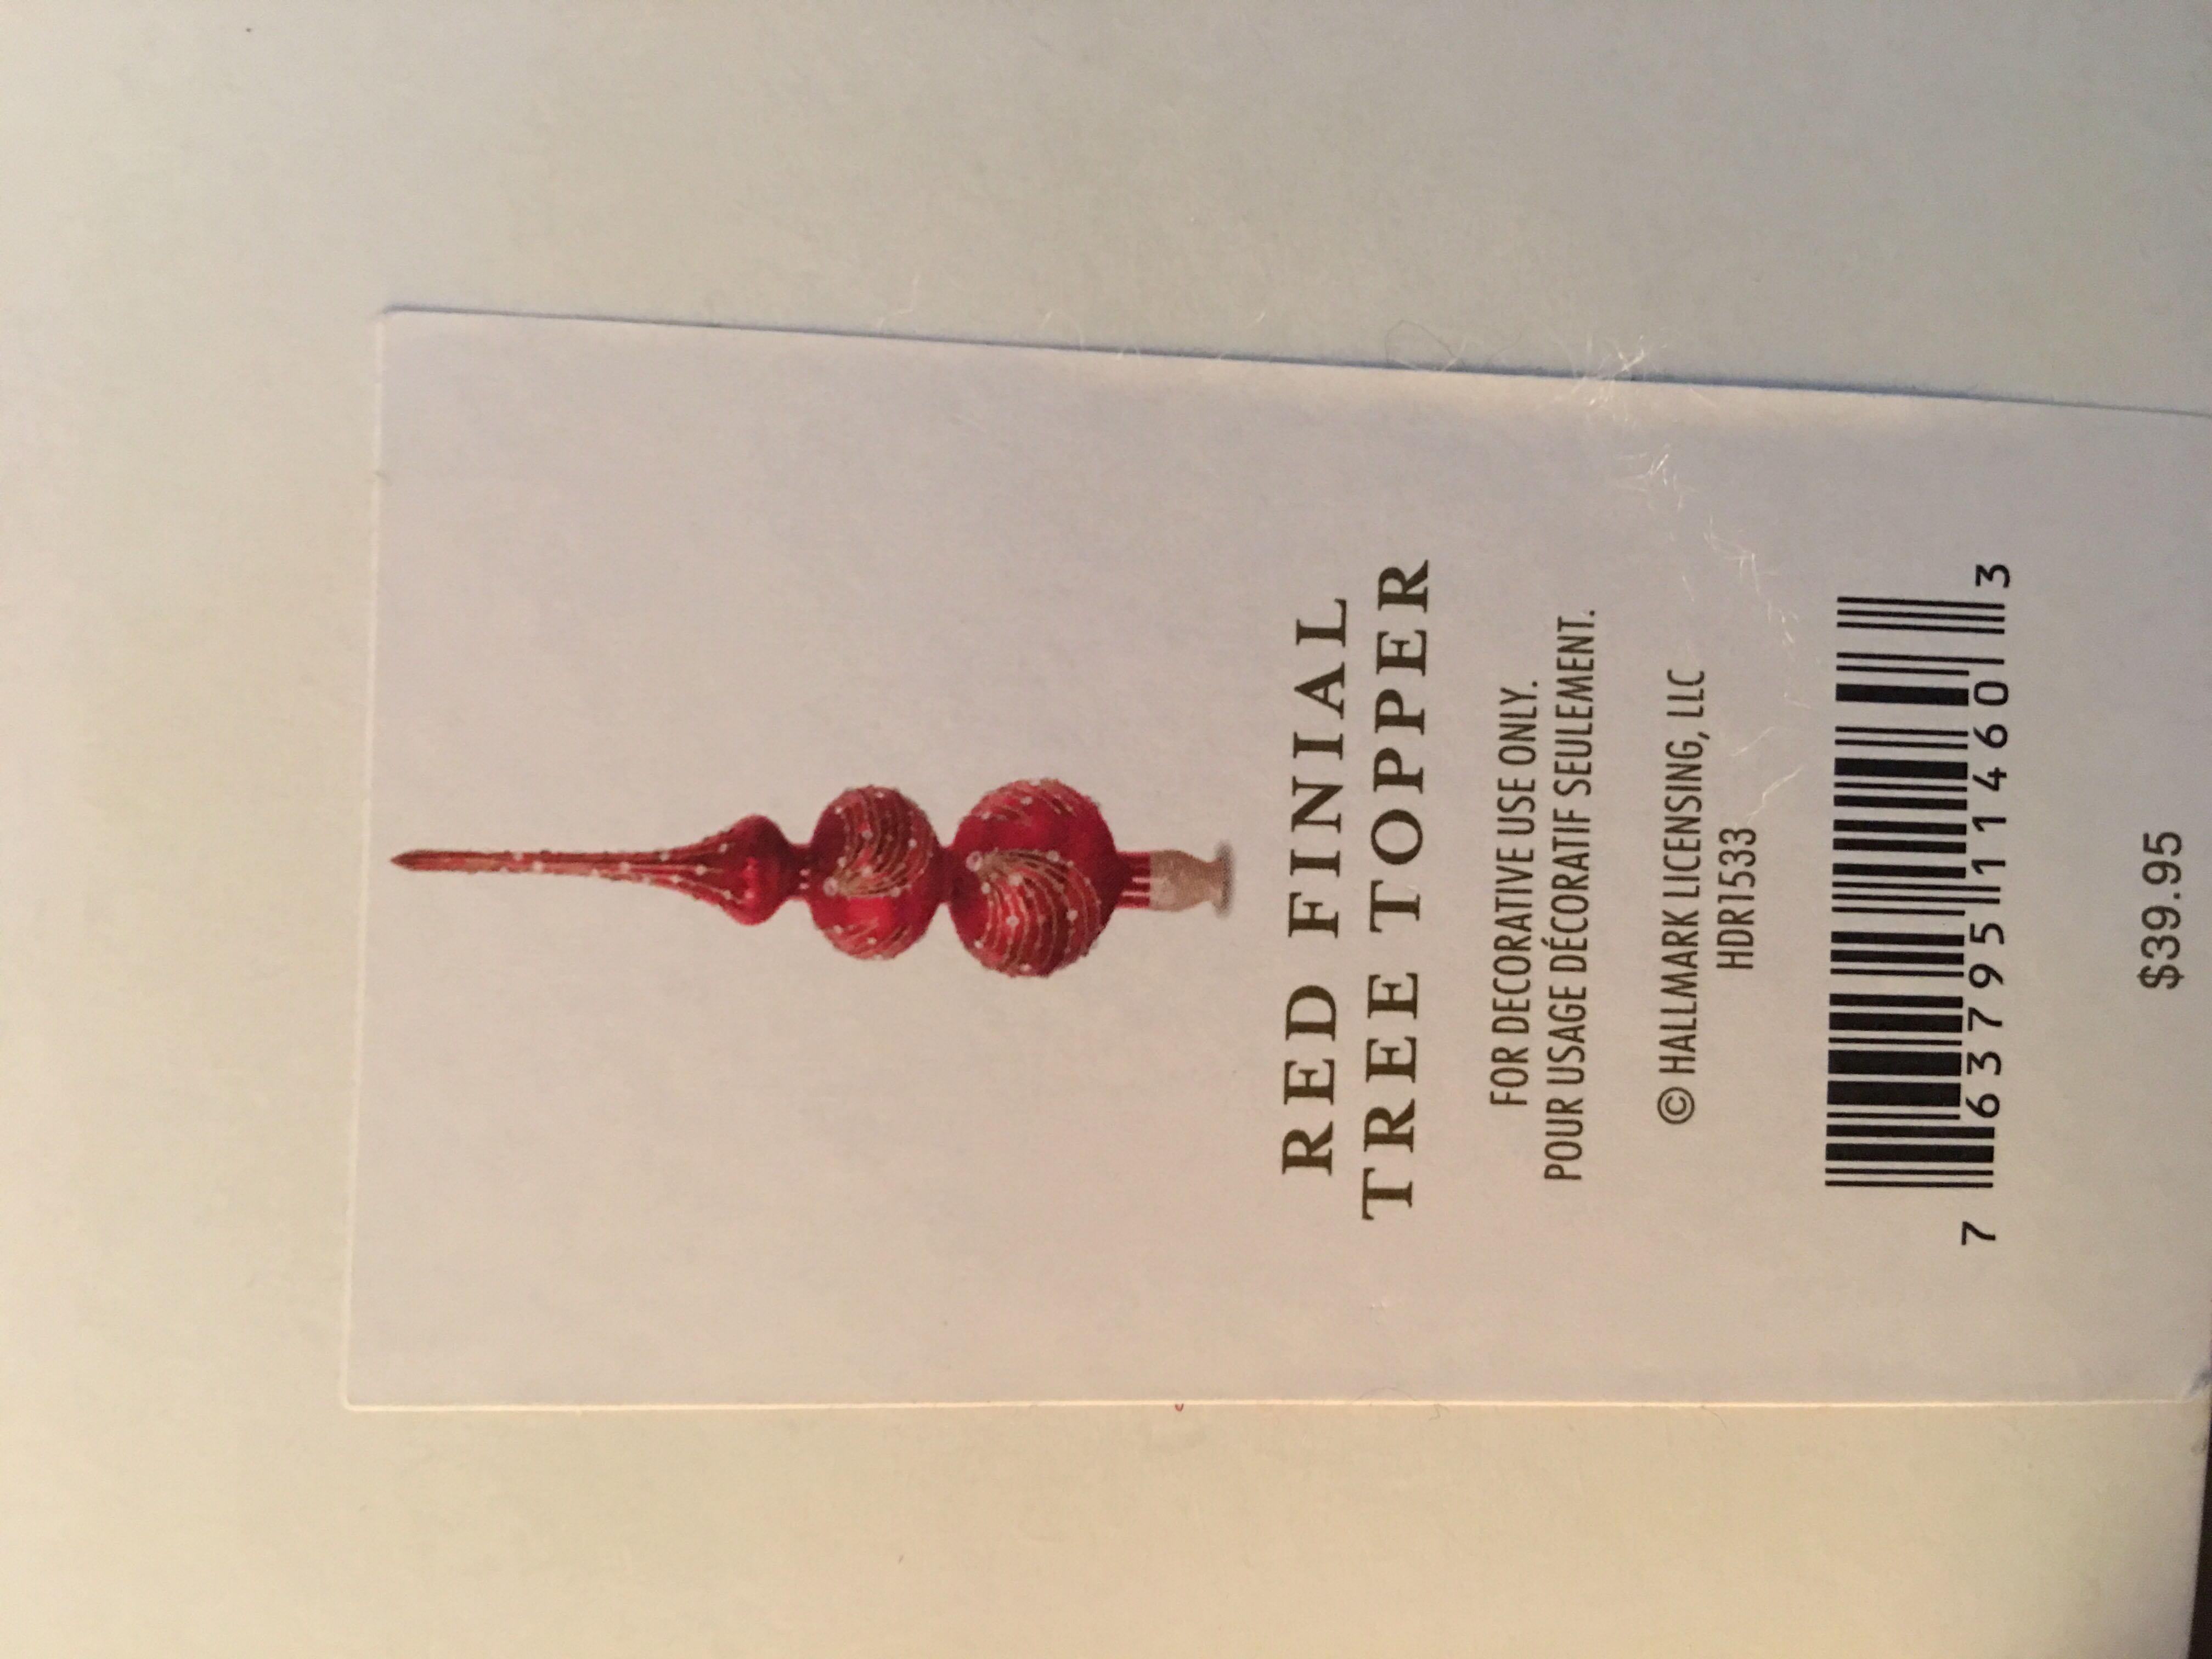 RED FINIAL
TREE TOPPER
FOR DECORATIVE USE ONLY.
POUR USAGE DÉCORATIF SEULEMENT.
© HALLMARK LICENSING, LLC
HDR1533
7 63795 11460 3
$39.95